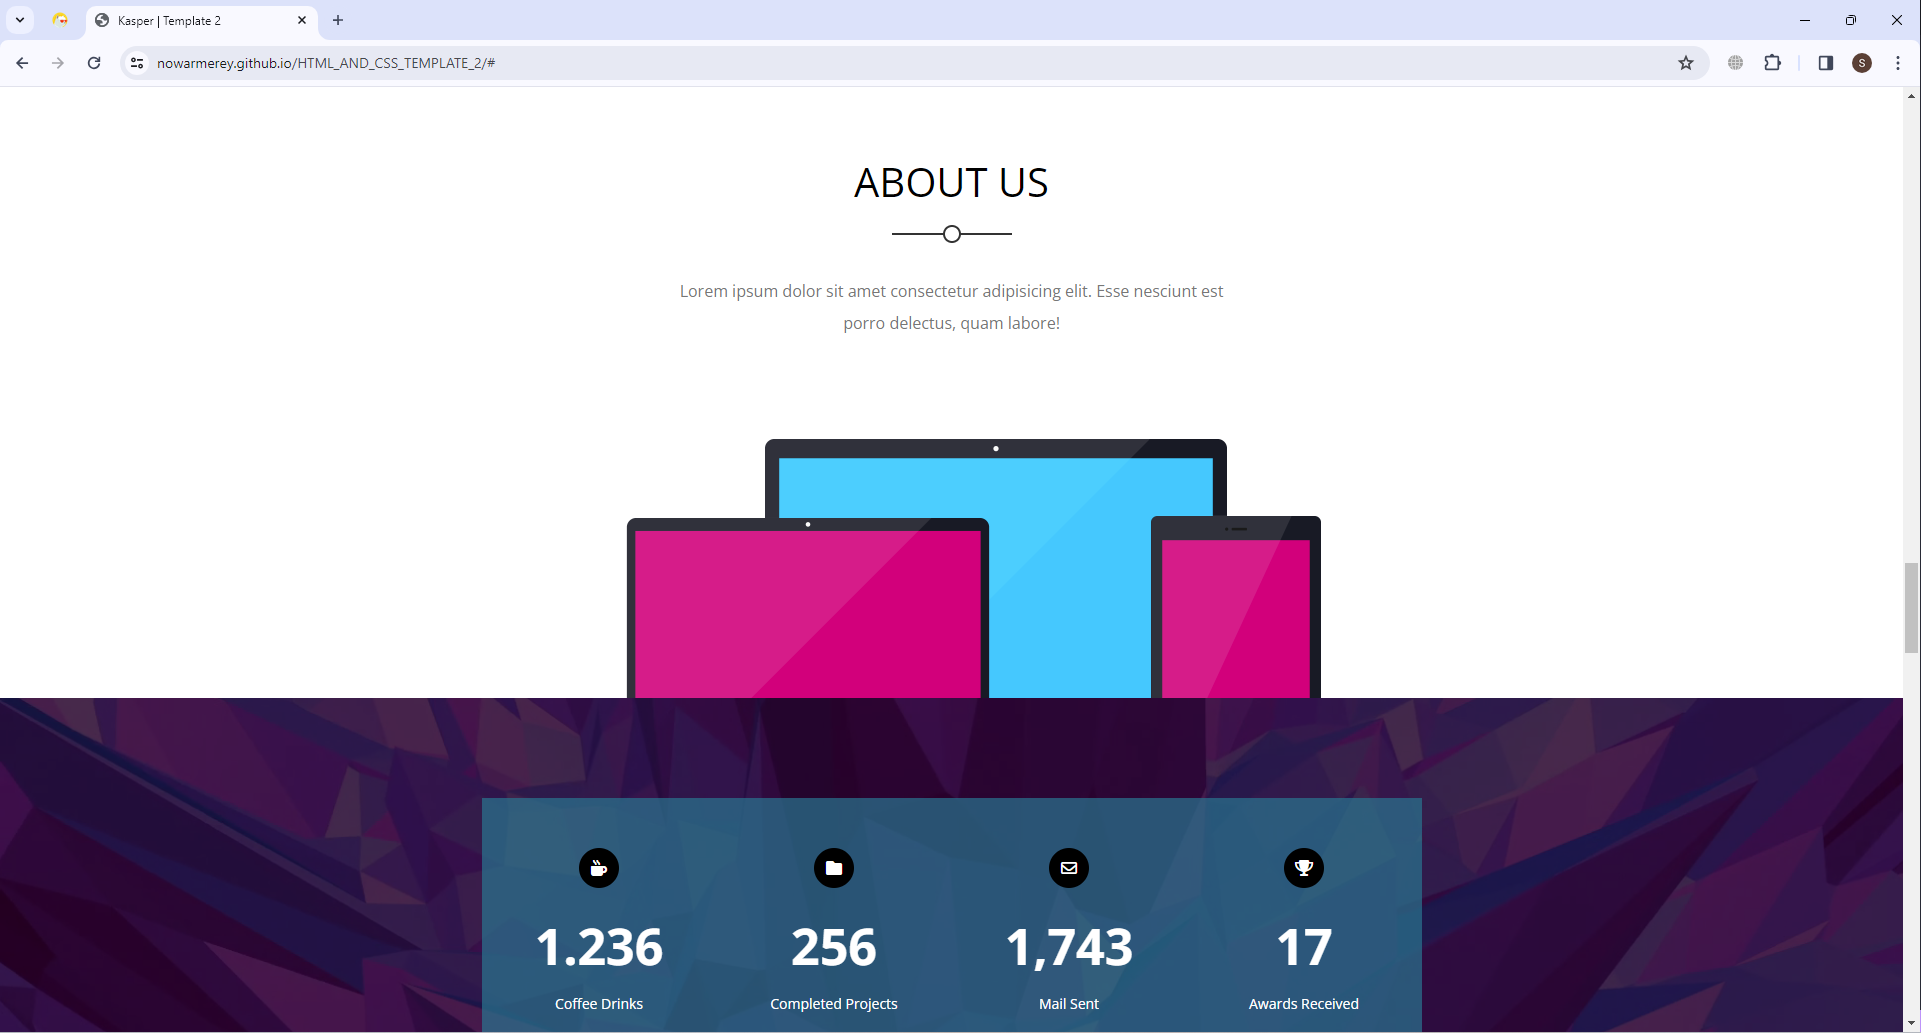 Kasper | Template 2
nowarmerey.github.io/HTML_AND_CSS_TEMPLATE_2/#
S
ABOUT US
Lorem ipsum dolor sit amet consectetur adipisicing elit. Esse nesciunt est
porro delectus, quam labore!
1.236 256 1,743 17
Coffee Drinks Completed Projects Mail Sent Awards Received